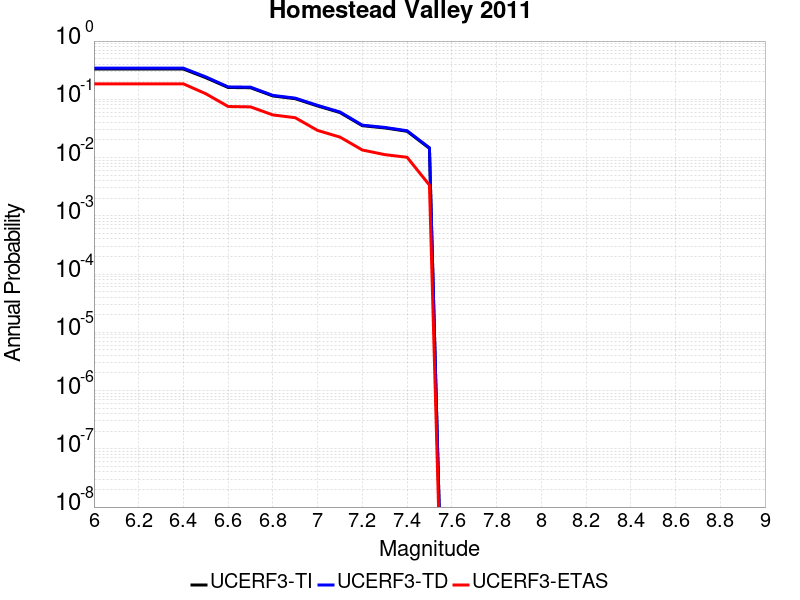 Homestead Valley 2011
10^0
10^-1
10^-2
10^-3
10^-4
10^-5
10^-6
10^-7
10^-8
Annual Probability
6 6.2 6.4 6.6 6.8 7 7.2 7.4 7.6 7.8 8 8.2 8.4 8.6 8.8 9
Magnitude
UCERF3-TI UCERF3-TD UCERF3-ETAS